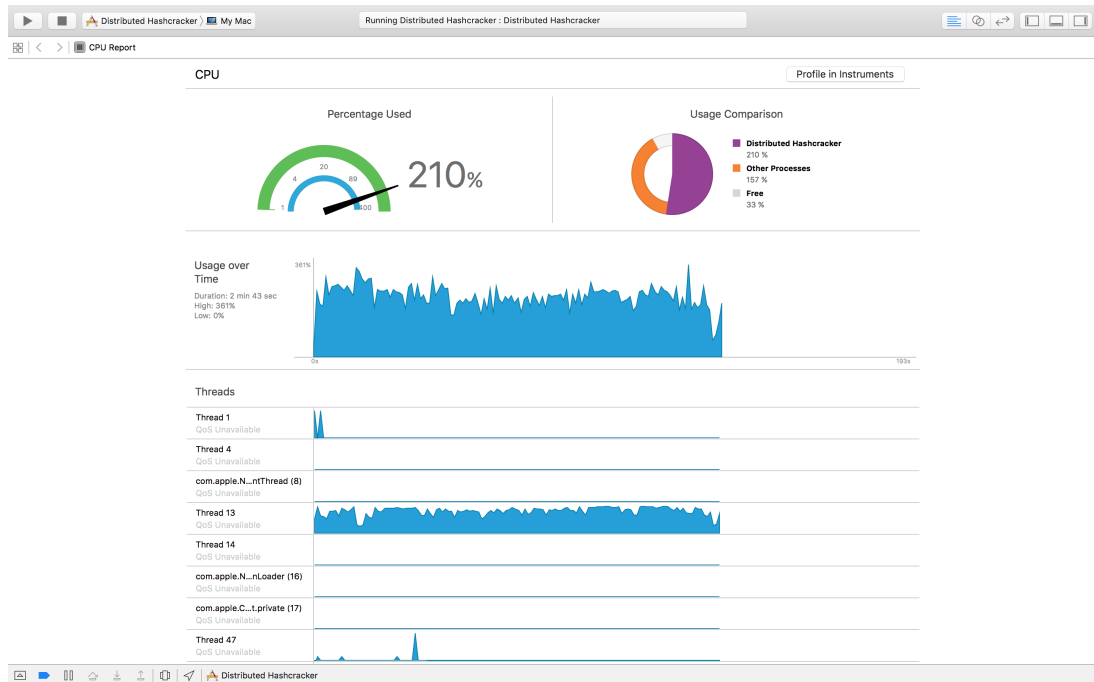 Distributed Hashcracker
My Mac
Running Distributed Hashcracker : Distributed Hashcracker
CPU Report
CPU
Profile in Instruments
Percentage Used
1
4
20
89
400
210%
Usage Comparison
Distributed Hashcracker
210 %
Other Processes
157 %
Free
33 %
Usage over
Time
Duration: 2 min 43 sec
High: 361%
Low: 0%
361%
0s
193s
Threads
Thread 1
QoS Unavailable
Thread 4
QoS Unavailable
com.apple.N...ntThread (8)
QoS Unavailable
Thread 13
QoS Unavailable
Thread 14
QoS Unavailable
com.apple.N...nLoader (16)
QoS Unavailable
com.apple.C...t.private (17)
QoS Unavailable
Thread 47
QoS Unavailable
Distributed Hashcracker